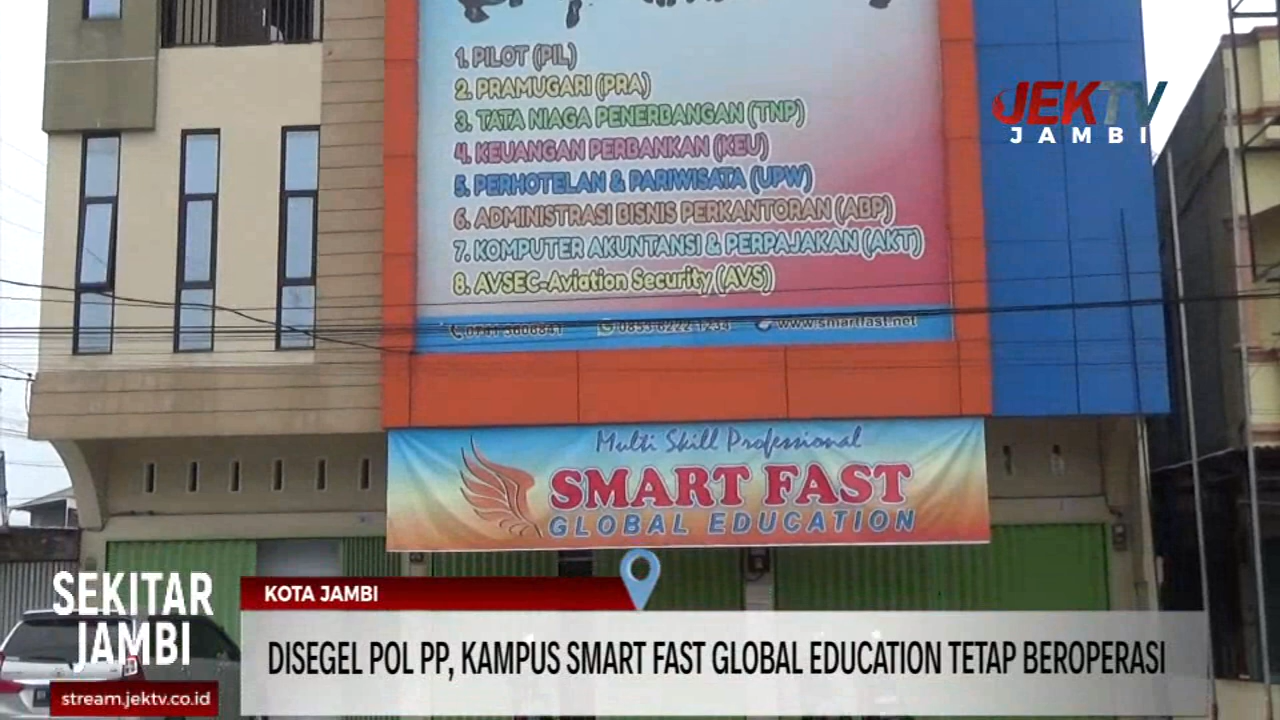 1. PILOT (PIL)
2. PRAMUGARI (PRA)
3. TATA NIAGA PENERBANGAN (TNP)
4. KEUANGAN PERBANKAN (KEU)
5. PERHOTELAN & PARIWISATA (UPW)
6. ADMINISTRASI BISNIS PERKANTORAN (ABP)
7. KOMPUTER AKUNTANSI & PERPAJAKAN (AKT)
8. AVSEC-Aviation Security (AVS)
0853-6222-1234 www.smartfast.net
JEKTV
JAMBI
Multi Skill Professional
SMART FAST
GLOBAL EDUCATION
SEKITAR
JAMBI
stream.jektv.co.id
KOTA JAMBI
DISEGEL POL PP, KAMPUS SMART FAST GLOBAL EDUCATION TETAP BEROPERASI